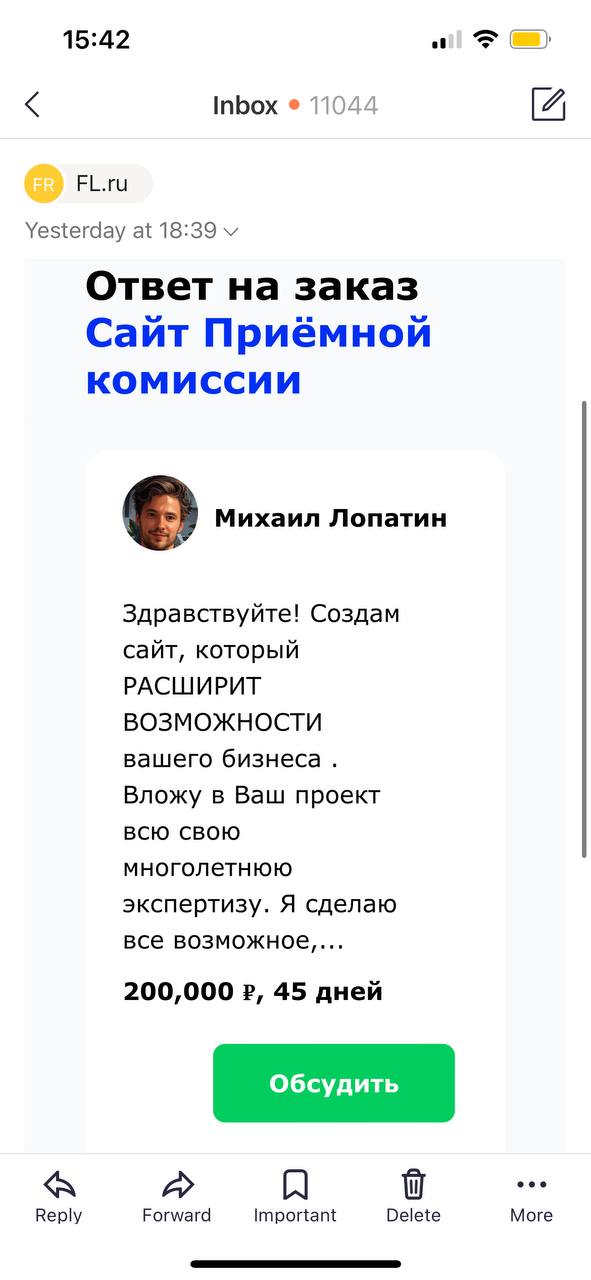 15:42
Inbox • 11044
FR FL.ru
Yesterday at 18:39
Ответ на заказ
Сайт Приёмной
комиссии
Михаил Лопатин
Здравствуйте! Создам
сайт, который
РАСШИРИТ
ВОЗМОЖНОСТИ
вашего бизнеса .
Вложу в Ваш проект
всю свою
многолетнюю
экспертизу. Я сделаю
все возможное,...
200,000 ₽, 45 дней
Обсудить
Reply Forward Important Delete More